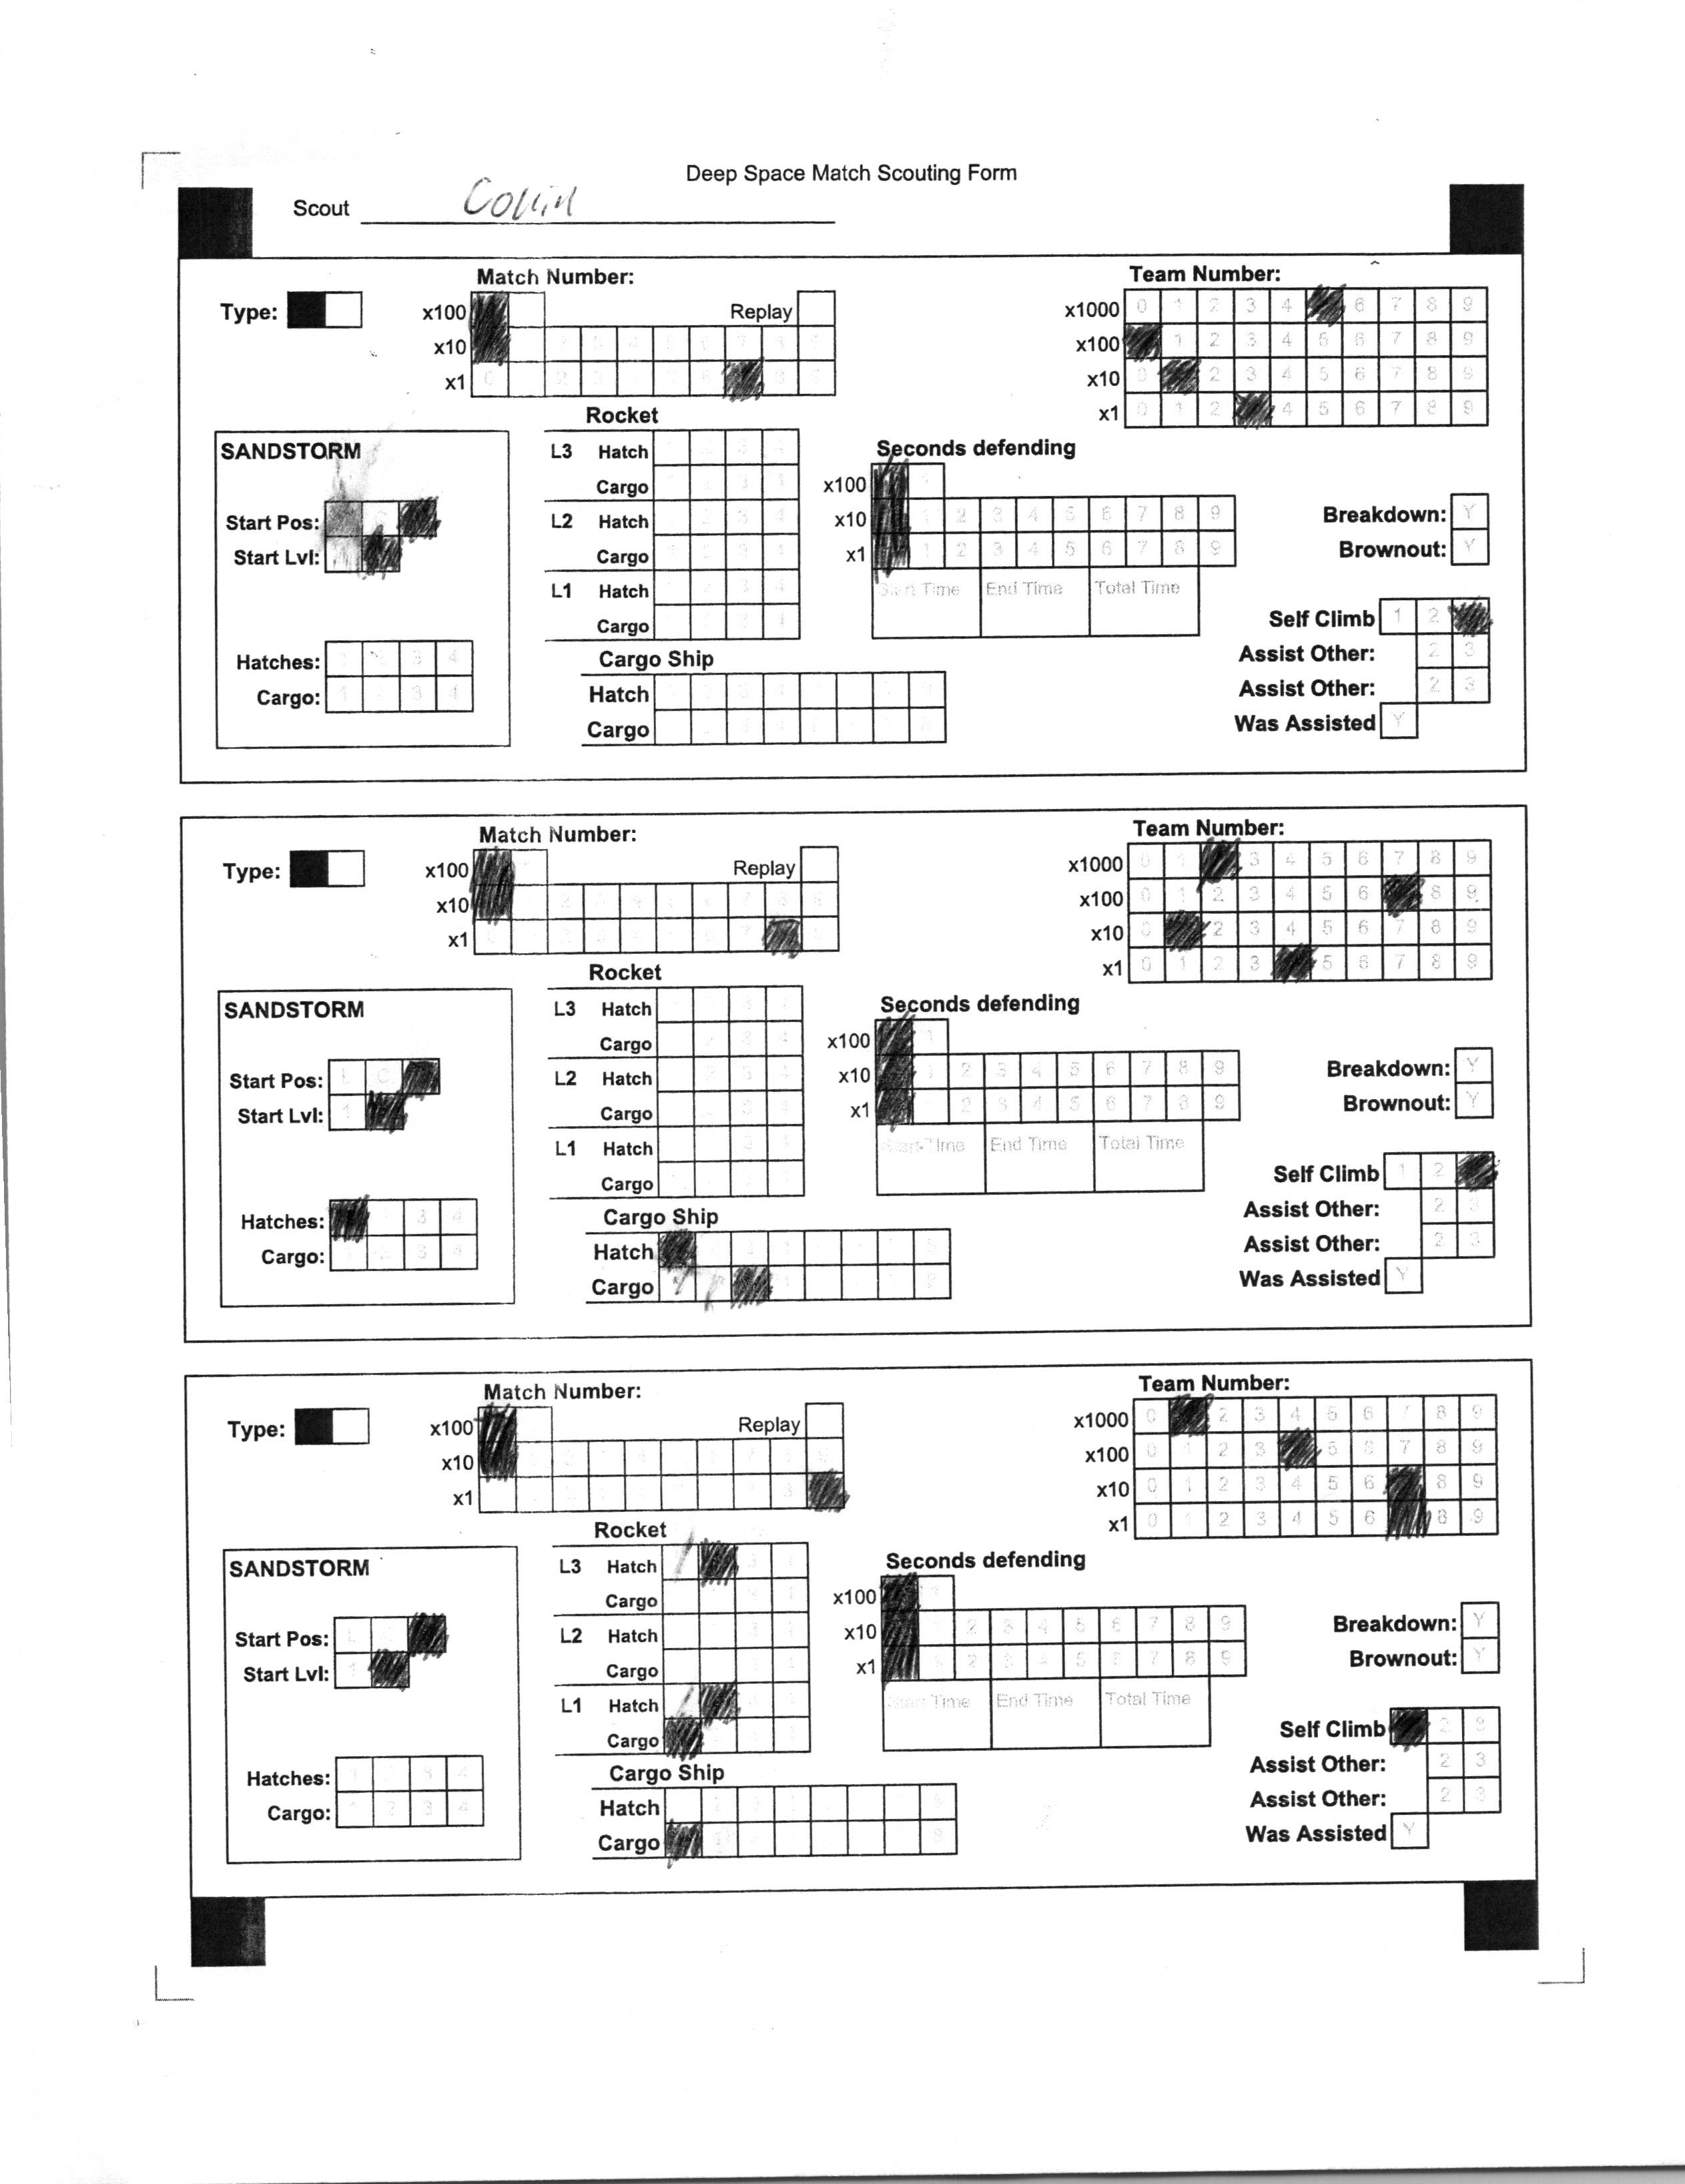 Deep Space Match Scouting Form
Scout Collin
Match Number: Team Number:
Type: x100 Replay x1000 0 1 2 3 4 6 7 8 9
x10 x100 1 2 3 4 5 6 7 8 9
x1 x10 0 2 3 4 5 6 7 8 9
x1 0 1 2 4 5 6 7 8 9
Rocket
SANDSTORM L3 Hatch 3 4 Seconds defending
Cargo 3 x100
Start Pos: L2 Hatch 3 4 x10 1 2 3 4 5 6 7 8 9 Breakdown: Y
Start Lvl: Cargo x1 1 2 3 4 5 6 7 8 9 Brownout: Y
L1 Hatch 3 4 Start Time End Time Total Time
Cargo 4 Self Climb 1 2
Hatches: 3 4 Cargo Ship Assist Other: 2 3
Cargo: 1 3 4 Hatch Assist Other: 2 3
Cargo Was Assisted Y
Match Number: Team Number:
Type: x100 Replay x1000 0 1 3 4 5 6 7 8 9
x10 x100 0 1 2 3 4 5 6 8 9
x1 x10 0 2 3 4 5 6 7 8 9
x1 0 1 2 3 5 6 7 8 9
Rocket
SANDSTORM L3 Hatch Seconds defending
Cargo 3 4 x100 1
Start Pos: L C L2 Hatch x10 1 2 3 4 5 6 7 8 9 Breakdown: Y
Start Lvl: 1 Cargo x1 2 3 4 5 6 7 8 9 Brownout: Y
L1 Hatch 3 Time End Time Total Time
Cargo Self Climb 1 2
Hatches: 3 4 Cargo Ship Assist Other: 2 3
Cargo: 3 4 Hatch Assist Other: 2 3
Cargo Was Assisted Y
Match Number: Team Number:
Type: x100 Replay x1000 0 2 3 4 5 6 7 8 9
x10 x100 0 1 2 3 5 6 7 8 9
x1 x10 0 1 2 3 4 5 6 8 9
x1 0 1 2 3 4 5 6 8 9
Rocket
SANDSTORM L3 Hatch Seconds defending
Cargo x100
Start Pos: L2 Hatch x10 2 3 4 5 6 7 8 9 Breakdown: Y
Start Lvl: Cargo x1 2 3 4 5 6 7 8 9 Brownout: Y
L1 Hatch Start Time End Time Total Time
Cargo Self Climb 2 3
Hatches: 3 4 Cargo Ship Assist Other: 2 3
Cargo: 1 2 3 4 Hatch Assist Other: 2 3
Cargo Was Assisted Y